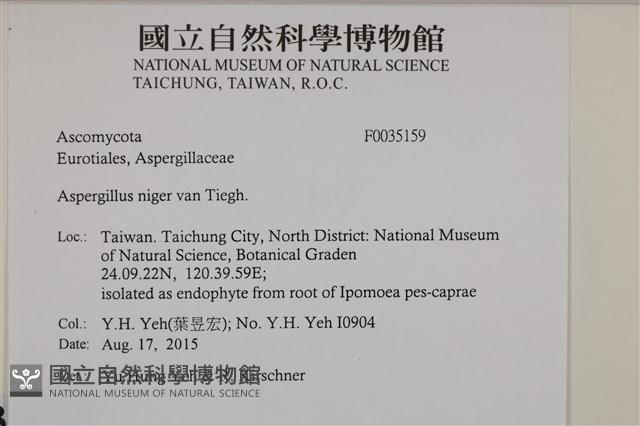 國立自然科學博物館
NATIONAL MUSEUM OF NATURAL SCIENCE
TAICHUNG, TAIWAN, R.O.C.
Ascomycota F0035159
Eurotiales, Aspergillaceae
Aspergillus niger van Tiegh.
Loc.: Taiwan. Taichung City, North District: National Museum
of Natural Science, Botanical Graden
24.09.22N, 120.39.59E;
isolated as endophyte from root of Ipomoea pes-caprae
Col.: Y.H. Yeh(葉昱宏); No. Y.H. Yeh I0904
Date: Aug. 17, 2015
國立自然科學博物館
NATIONAL MUSEUM OF NATURAL SCIENCE